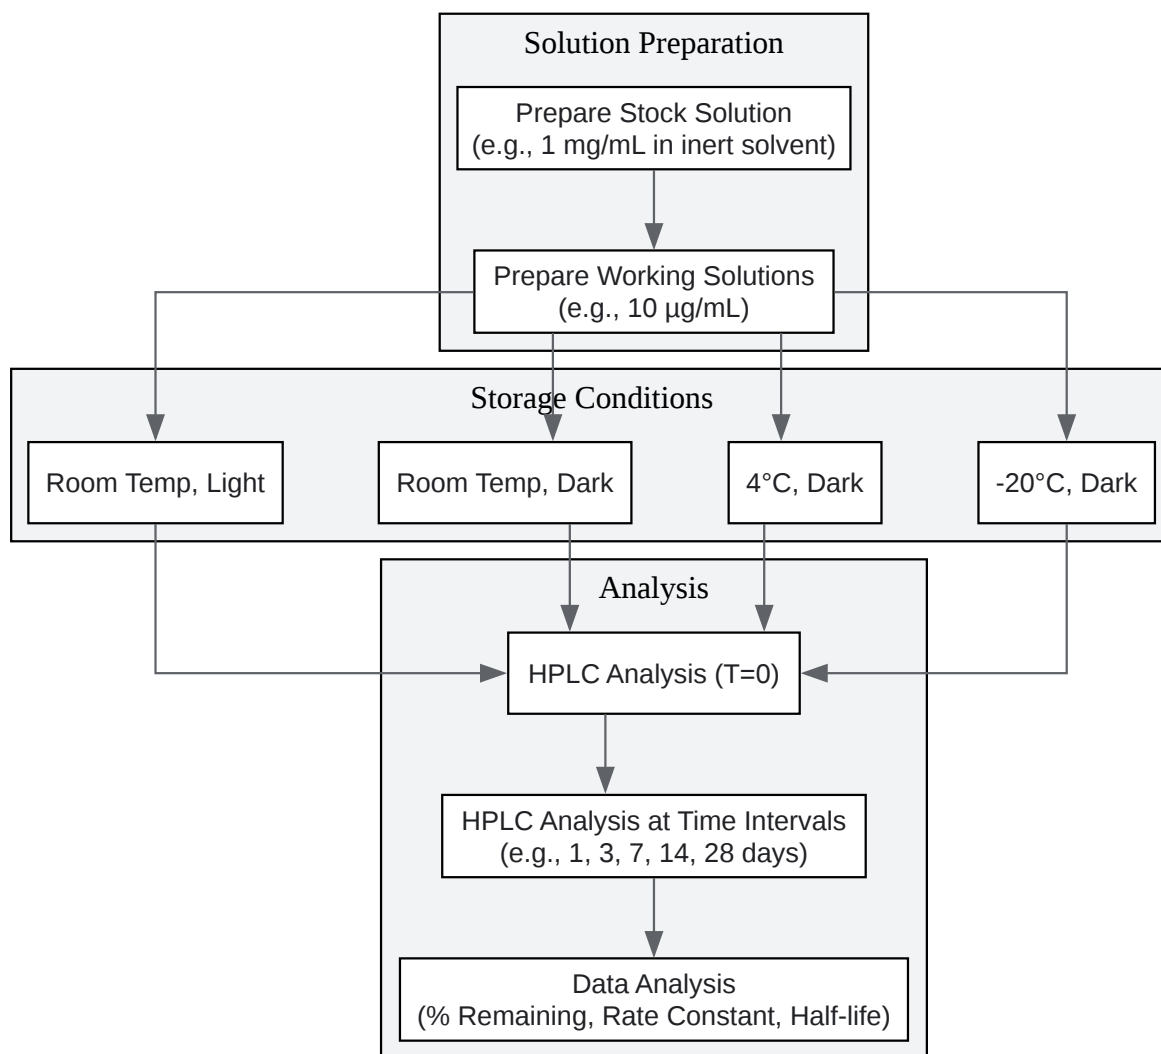 Solution Preparation
Prepare Stock Solution
(e.g., 1 mg/mL in inert solvent)
Prepare Working Solutions
(e.g., 10 µg/mL)
Storage Conditions
Room Temp, Light
Room Temp, Dark
4°C, Dark
-20°C, Dark
Analysis
HPLC Analysis (T=0)
HPLC Analysis at Time Intervals
(e.g., 1, 3, 7, 14, 28 days)
Data Analysis
(% Remaining, Rate Constant, Half-life)